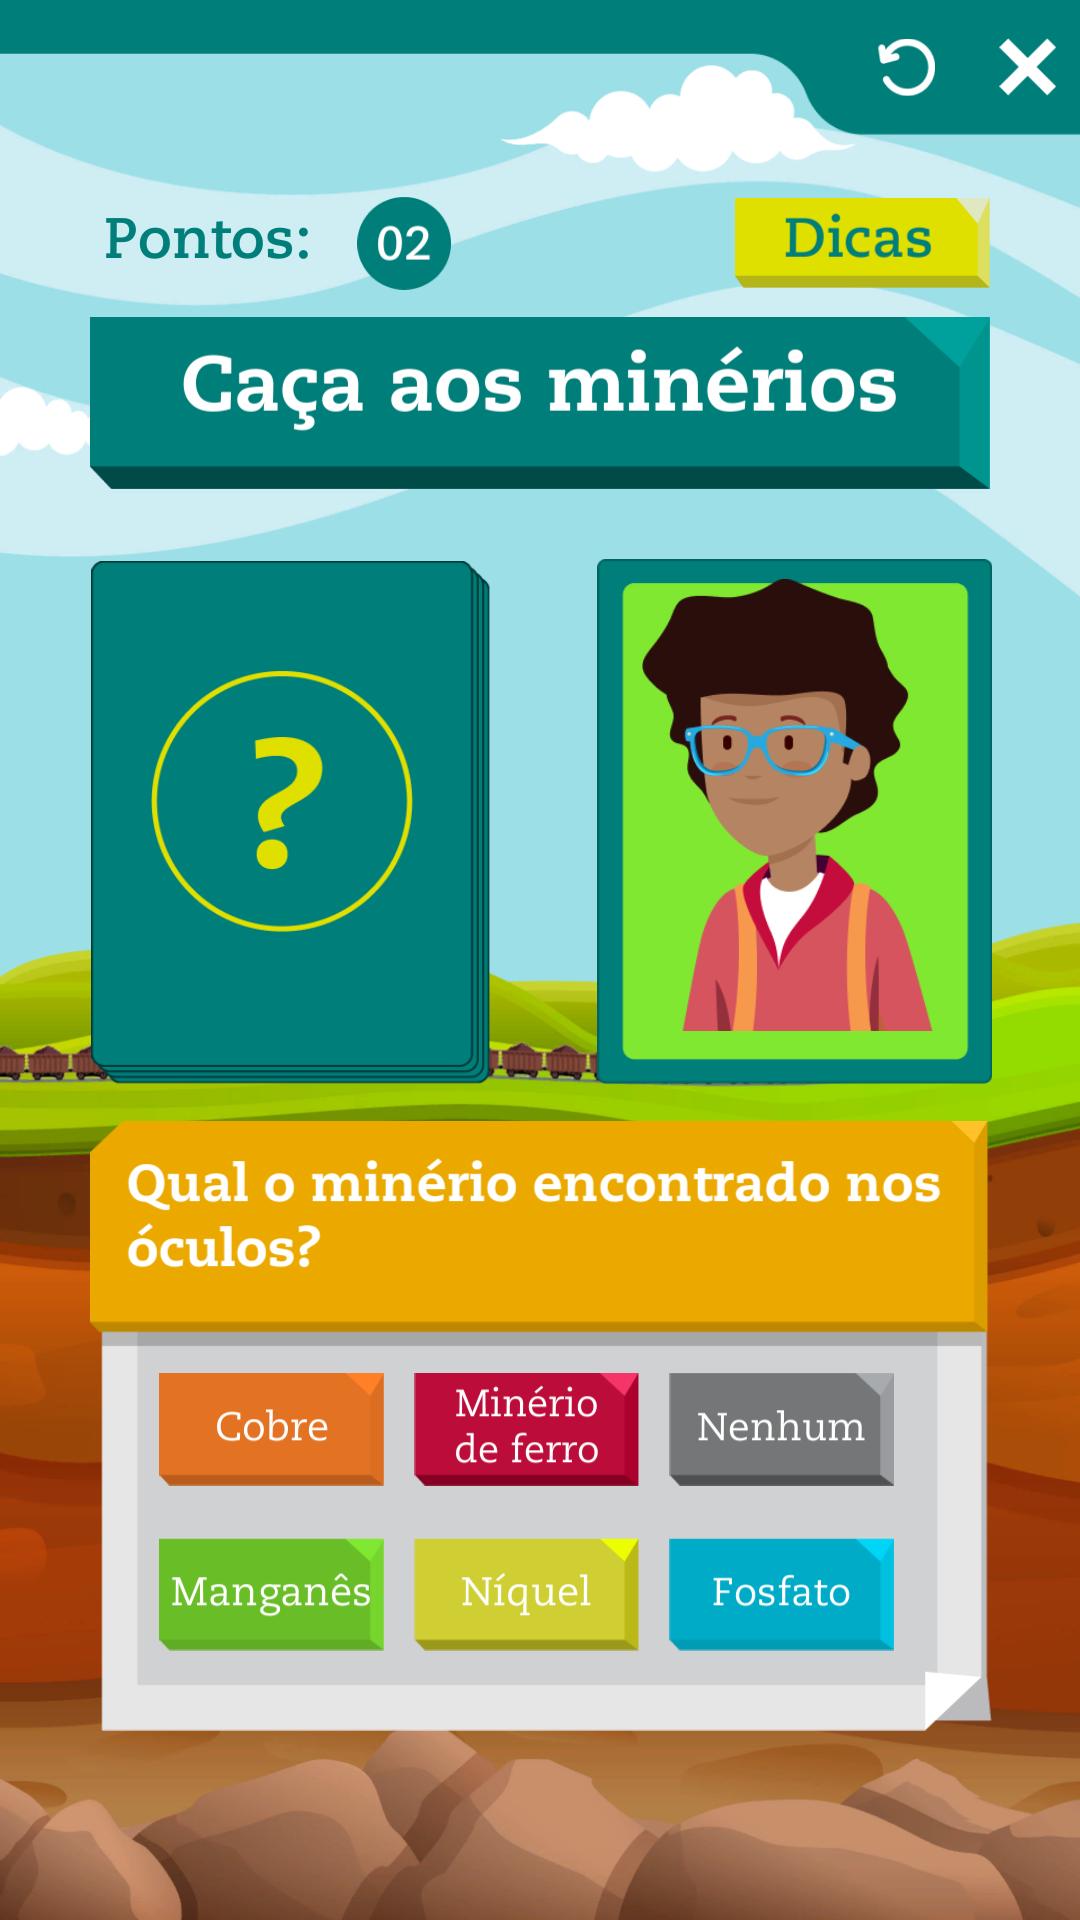 Pontos: 02
Dicas
Caça aos minérios
?
Qual o minério encontrado nos
óculos?
Cobre
Minério
de ferro
Nenhum
Manganês
Níquel
Fosfato